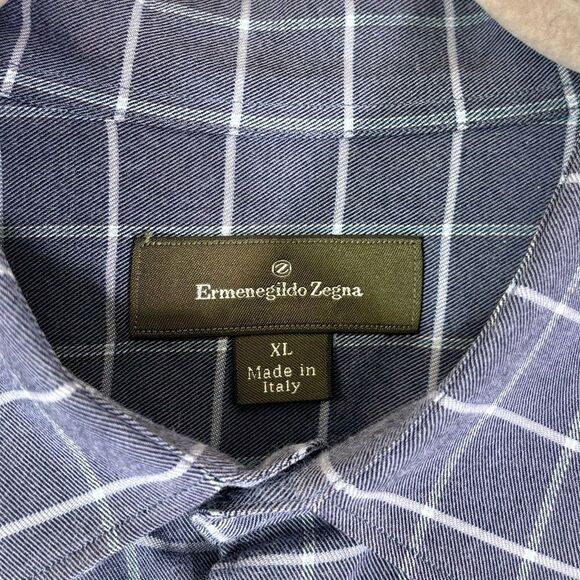 Z
Ermenegildo Zegna
XL
Made in
Italy